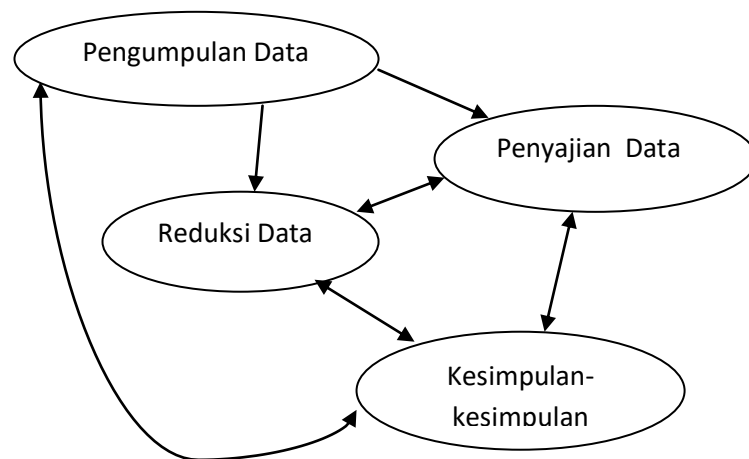 Pengumpulan Data
Penyajian Data
Reduksi Data
Kesimpulan-
kesimpulan